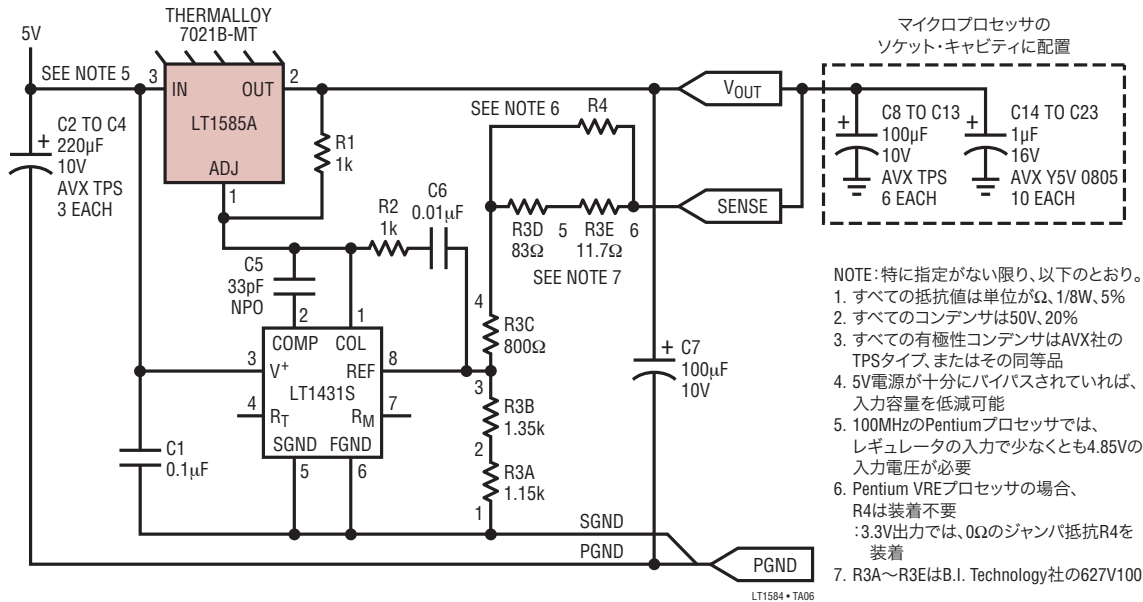 THERMALLOY
7021B-MT
5V
SEE NOTE 5
3
IN
OUT
2
LT1585A
ADJ
1
+
C2 TO C4
220µF
10V
AVX TPS
3 EACH
R1
1k
R2
1k
C6
0.01µF
C5
33pF
NPO
SEE NOTE 6
R4
R3D
83Ω
5
R3E
11.7Ω
6
SEE NOTE 7
4
R3C
800Ω
2
1
COMP
COL
3
V+
REF
8
LT1431S
4
RT
RM
7
SGND
FGND
5
6
3
R3B
1.35k
2
R3A
1.15k
1
C1
0.1µF
+
C7
100µF
10V
SGND
PGND
PGND
VOUT
SENSE
マイクロプロセッサの
ソケット・キャビティに配置
+
C8 TO C13
100µF
10V
AVX TPS
6 EACH
+
C14 TO C23
1µF
16V
AVX Y5V 0805
10 EACH
NOTE:特に指定がない限り、以下のとおり。
1. すべての抵抗値は単位がΩ、1/8W、5%
2. すべてのコンデンサは50V、20%
3. すべての有極性コンデンサはAVX社の
TPSタイプ、またはその同等品
4. 5V電源が十分にバイパスされていれば、
入力容量を低減可能
5. 100MHzのPentiumプロセッサでは、
レギュレータの入力で少なくとも4.85Vの
入力電圧が必要
6. Pentium VREプロセッサの場合、
R4は装着不要
:3.3V出力では、0Ωのジャンパ抵抗R4を
装着
7. R3A～R3EはB.I. Technology社の627V100
LT1584 • TA06